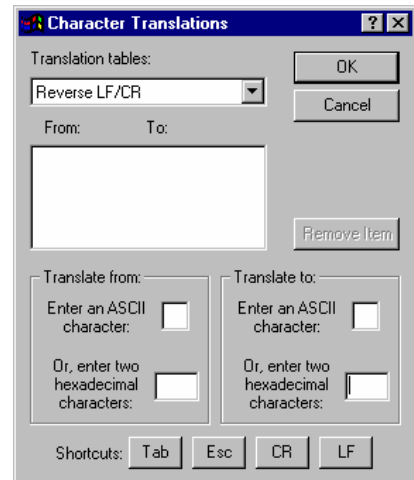 Character Translations
Translation tables:
OK
Reverse LF/CR
Cancel
From: To:
Remove Item
Translate from:
Translate to:
Enter an ASCII
character:
Enter an ASCII
character:
Or, enter two
hexadecimal
characters:
Or, enter two
hexadecimal
characters:
Shortcuts: Tab Esc CR LF